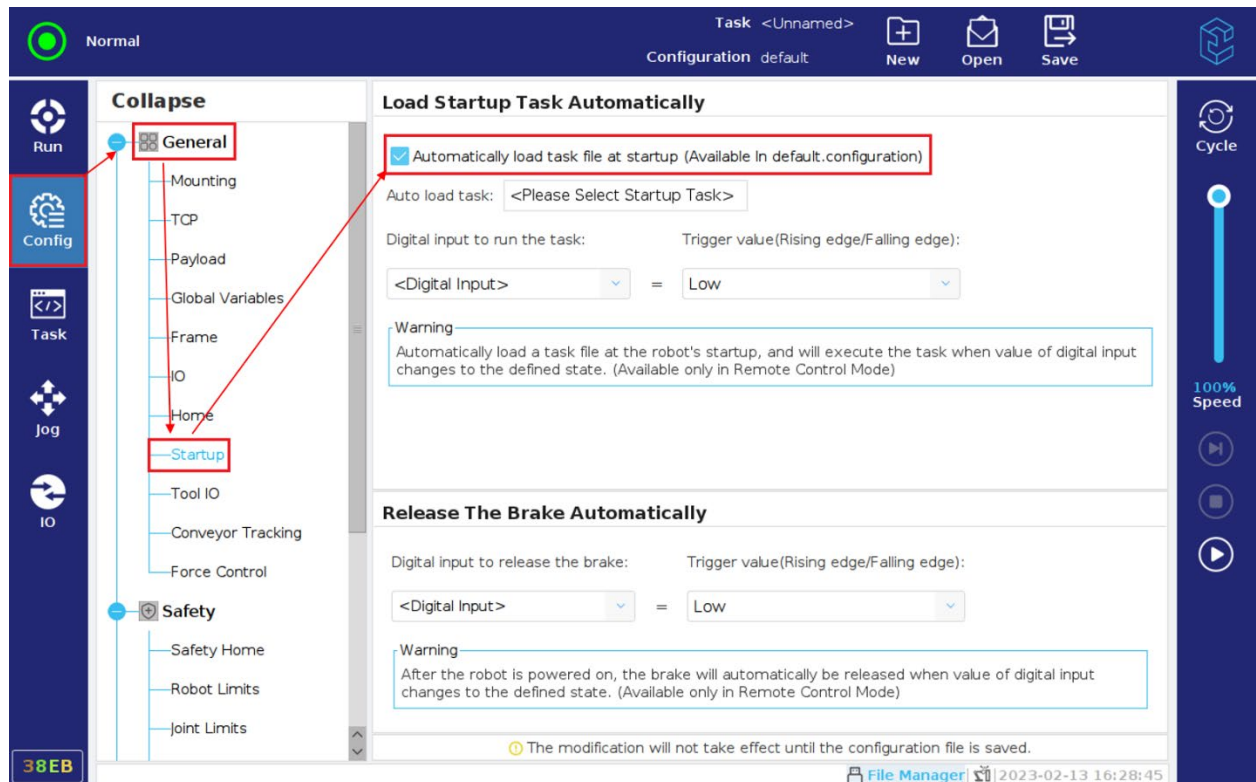 Normal
Task <Unnamed>
Configuration default
New
Open
Save
Run
Config
Task
Jog
IO
38EB
Collapse
General
Mounting
TCP
Payload
Global Variables
Frame
IO
Home
Startup
Tool IO
Conveyor Tracking
Force Control
Safety
Safety Home
Robot Limits
Joint Limits
Load Startup Task Automatically
Automatically load task file at startup (Available In default.configuration)
Auto load task: <Please Select Startup Task>
Digital input to run the task: Trigger value(Rising edge/Falling edge):
<Digital Input> = Low
Warning
Automatically load a task file at the robot's startup, and will execute the task when value of digital input
changes to the defined state. (Available only in Remote Control Mode)
Release The Brake Automatically
Digital input to release the brake: Trigger value(Rising edge/Falling edge):
<Digital Input> = Low
Warning
After the robot is powered on, the brake will automatically be released when value of digital input
changes to the defined state. (Available only in Remote Control Mode)
The modification will not take effect until the configuration file is saved.
File Manager 2023-02-13 16:28:45
Cycle
100%
Speed